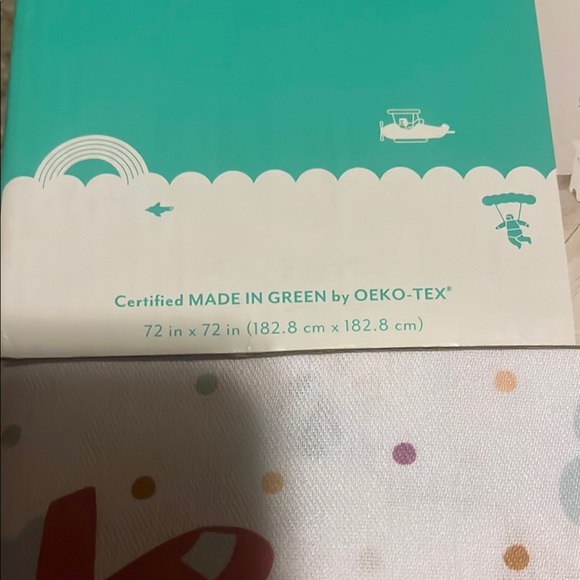 Certified MADE IN GREEN by OEKO-TEX®
72 in x 72 in (182.8 cm x 182.8 cm)